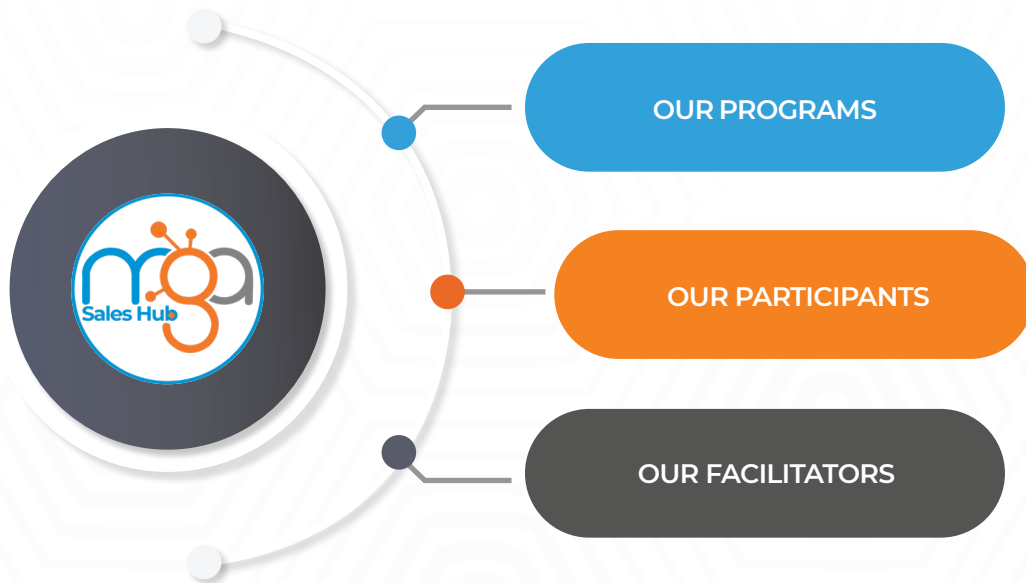 mga
Sales Hub
OUR PROGRAMS
OUR PARTICIPANTS
OUR FACILITATORS